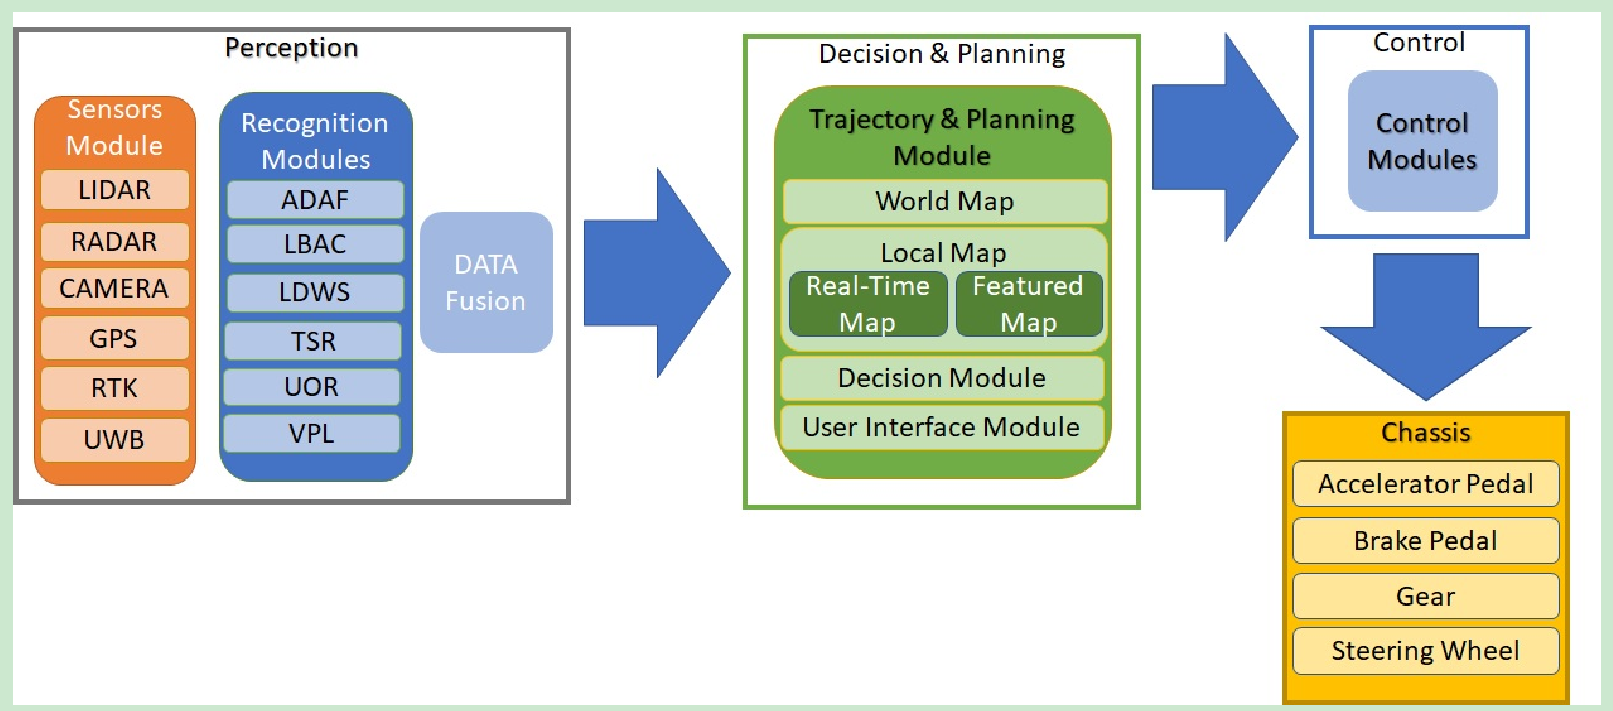 Perception
Sensors
Module
LIDAR
RADAR
CAMERA
GPS
RTK
UWB
Recognition
Modules
ADAF
LBAC
LDWS
TSR
UOR
VPL
DATA
Fusion
Decision & Planning
Trajectory & Planning
Module
World Map
Local Map
Real-Time
Map
Featured
Map
Decision Module
User Interface Module
Control
Control
Modules
Chassis
Accelerator Pedal
Brake Pedal
Gear
Steering Wheel